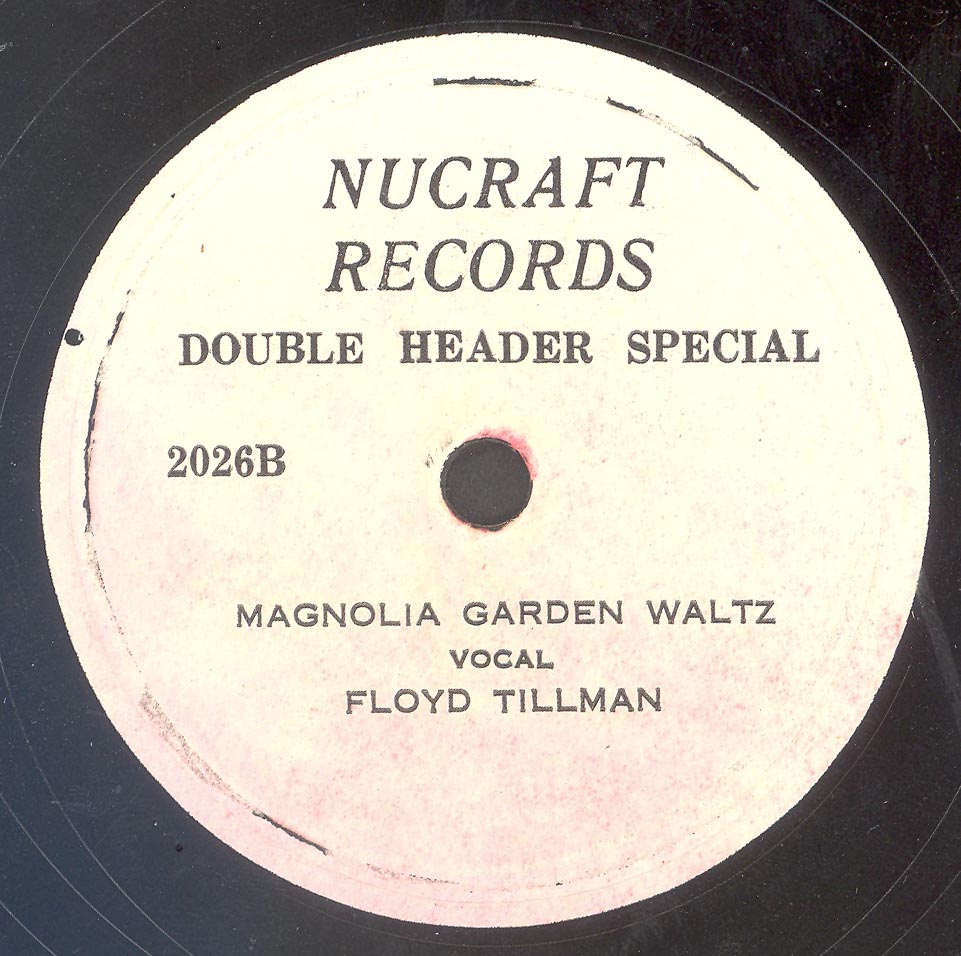 NUCRAFT
RECORDS
DOUBLE HEADER SPECIAL
2026B
MAGNOLIA GARDEN WALTZ
VOCAL
FLOYD TILLMAN